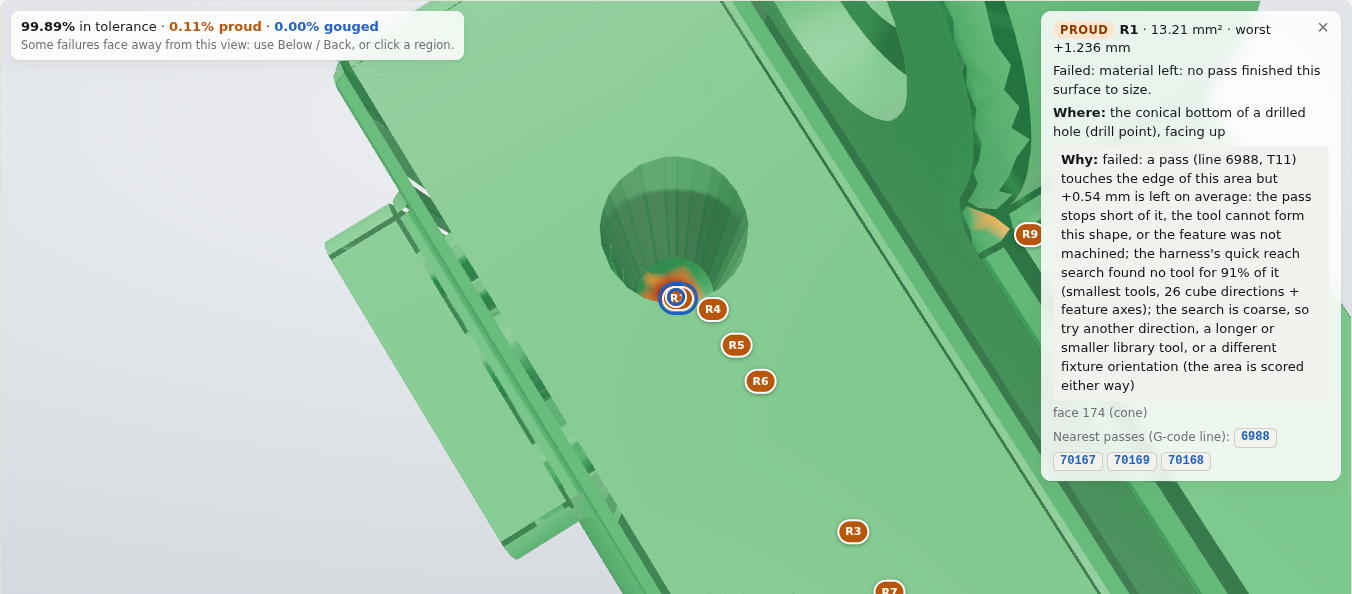 99.89% in tolerance · 0.11% proud · 0.00% gouged
Some failures face away from this view: use Below / Back, or click a region.
PROUD R1 · 13.21 mm² · worst
+1.236 mm
×
Failed: material left: no pass finished this
surface to size.
Where: the conical bottom of a drilled
hole (drill point), facing up
Why: failed: a pass (line 6988, T11)
touches the edge of this area but
+0.54 mm is left on average: the pass
stops short of it, the tool cannot form
this shape, or the feature was not
machined; the harness's quick reach
search found no tool for 91% of it
(smallest tools, 26 cube directions +
feature axes); the search is coarse, so
try another direction, a longer or
smaller library tool, or a different
fixture orientation (the area is scored
either way)
face 174 (cone)
Nearest passes (G-code line): 6988
70167 70169 70168
R9
R4
R5
R6
R3
R7